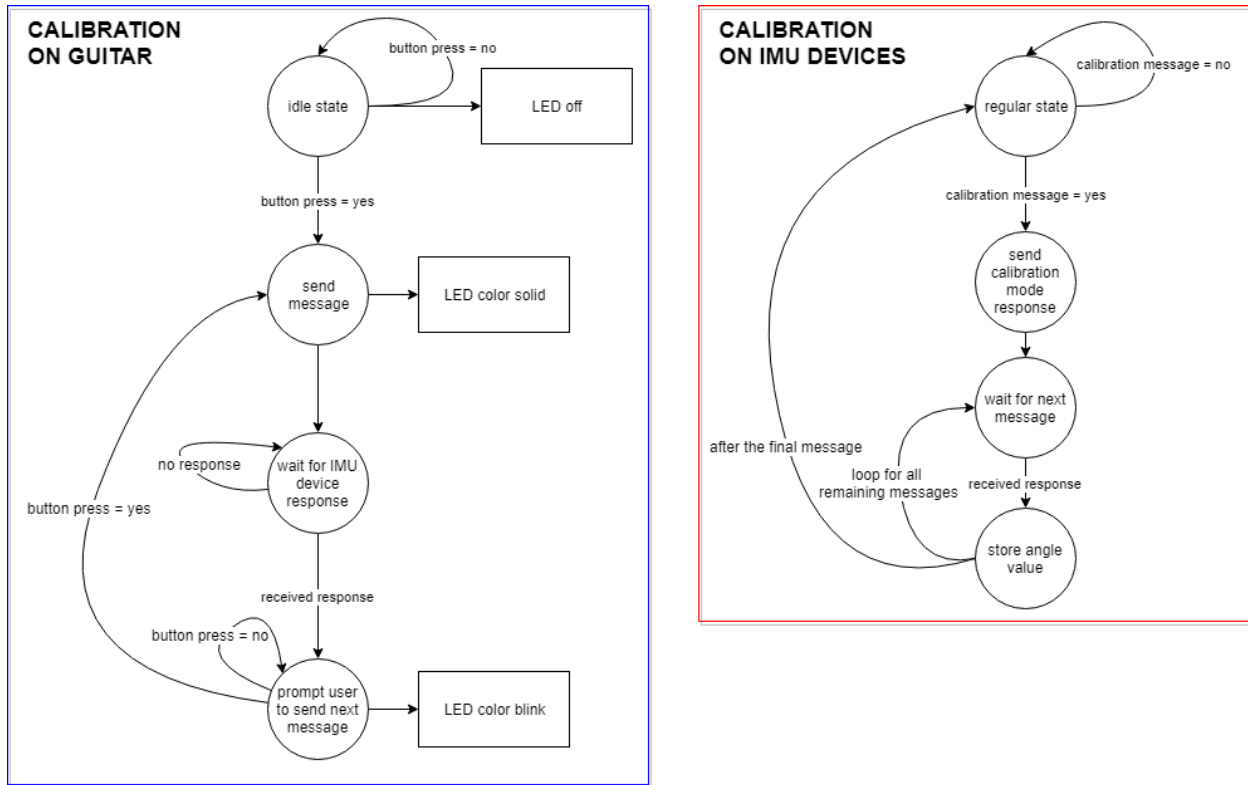 CALIBRATION
ON GUITAR
button press = no
idle state
LED off
button press = yes
send
message
LED color solid
no response
wait for IMU
device
response
button press = yes
received response
button press = no
prompt user
to send next
message
LED color blink
CALIBRATION
ON IMU DEVICES
calibration message = no
regular state
calibration message = yes
send
calibration
mode
response
wait for next
message
after the final message
loop for all
remaining messages
received response
store angle
value